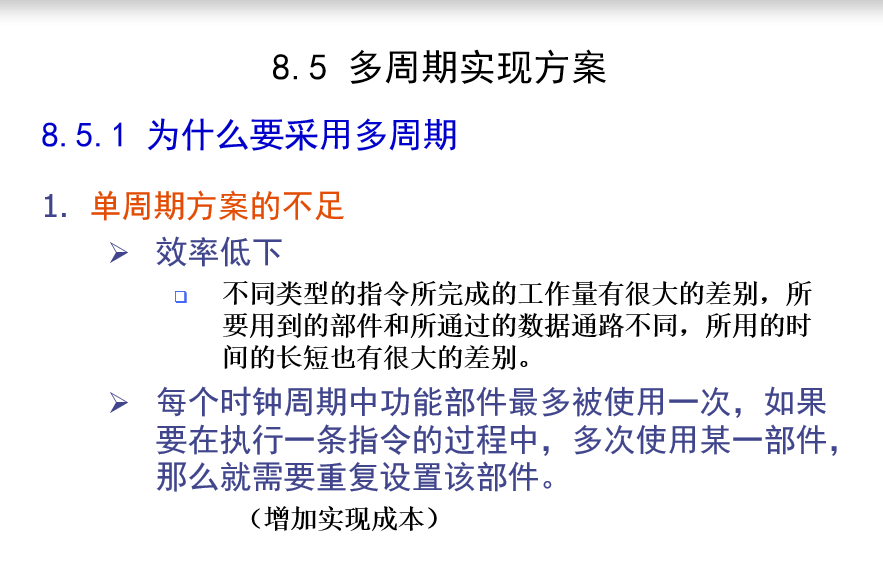 8.5 多周期实现方案
8.5.1 为什么要采用多周期
1. 单周期方案的不足
效率低下
不同类型的指令所完成的工作量有很大的差别，所
要用到的部件和所通过的数据通路不同，所用的时
间的长短也有很大的差别。
每个时钟周期中功能部件最多被使用一次，如果
要在执行一条指令的过程中，多次使用某一部件，
那么就需要重复设置该部件。
（增加实现成本）